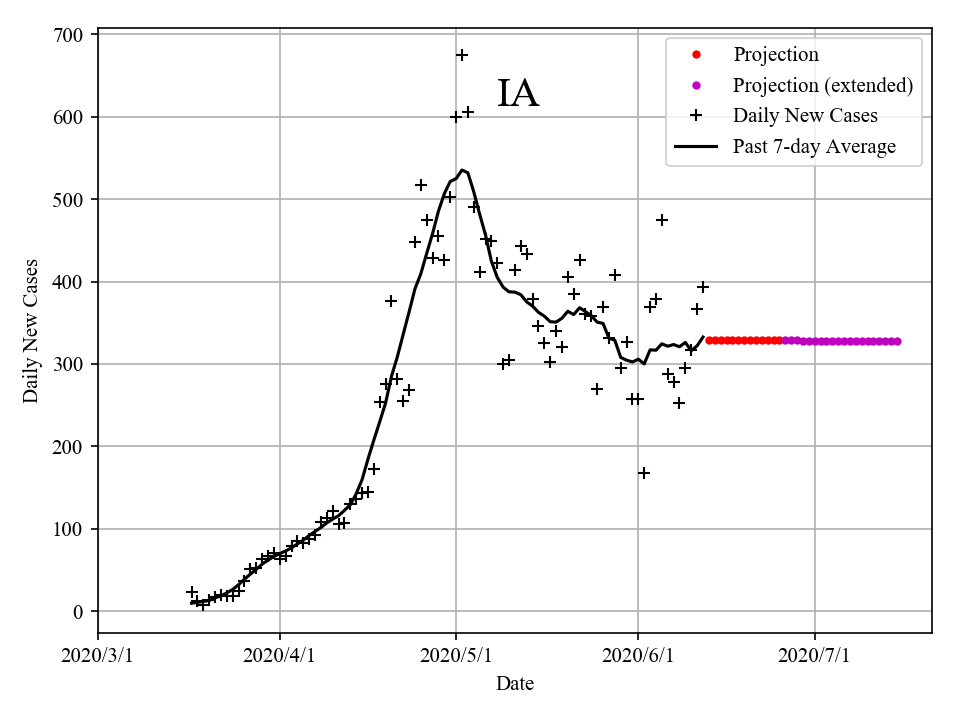 700
600
500
400
300
200
100
0
Daily New Cases
IA
Projection
Projection (extended)
Daily New Cases
Past 7-day Average
2020/3/1 2020/4/1 2020/5/1 2020/6/1 2020/7/1
Date